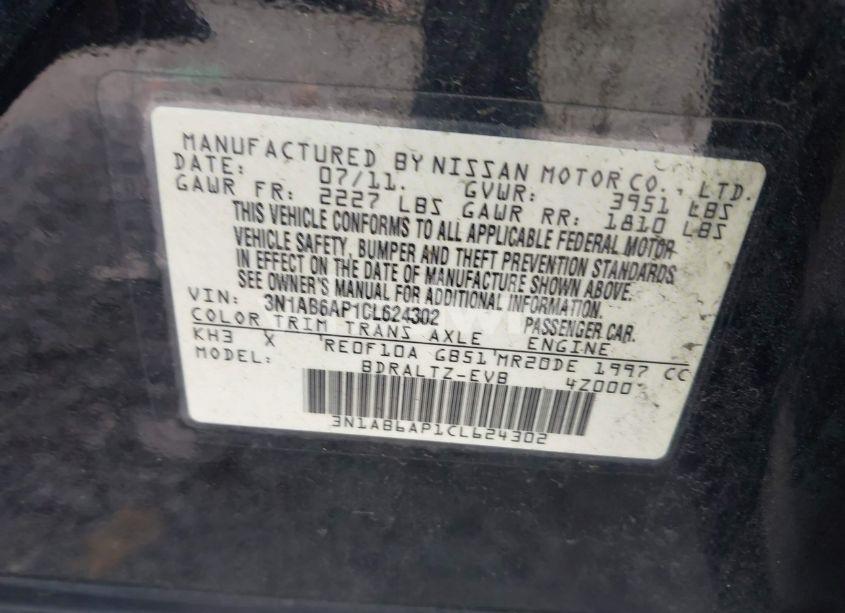 MANUFACTURED BY NISSAN MOTOR CO., LTD.
DATE: 07/11. GVWR: 3951 LBS
GAWR FR: 2227 LBS GAWR RR: 1810 LBS
THIS VEHICLE CONFORMS TO ALL APPLICABLE FEDERAL MOTOR
VEHICLE SAFETY, BUMPER AND THEFT PREVENTION STANDARDS
IN EFFECT ON THE DATE OF MANUFACTURE SHOWN ABOVE.
SEE OWNER'S MANUAL FOR ADDITIONAL INFORMATION.
VIN: 3N1AB6AP1CL624302 PASSENGER CAR.
COLOR TRIM TRANS AXLE ENGINE
KH3 X RE0F10A GB51 MR20DE 1997 CC
MODEL: BDRALTZ-EVB 4Z000
3N1AB6AP1CL624302